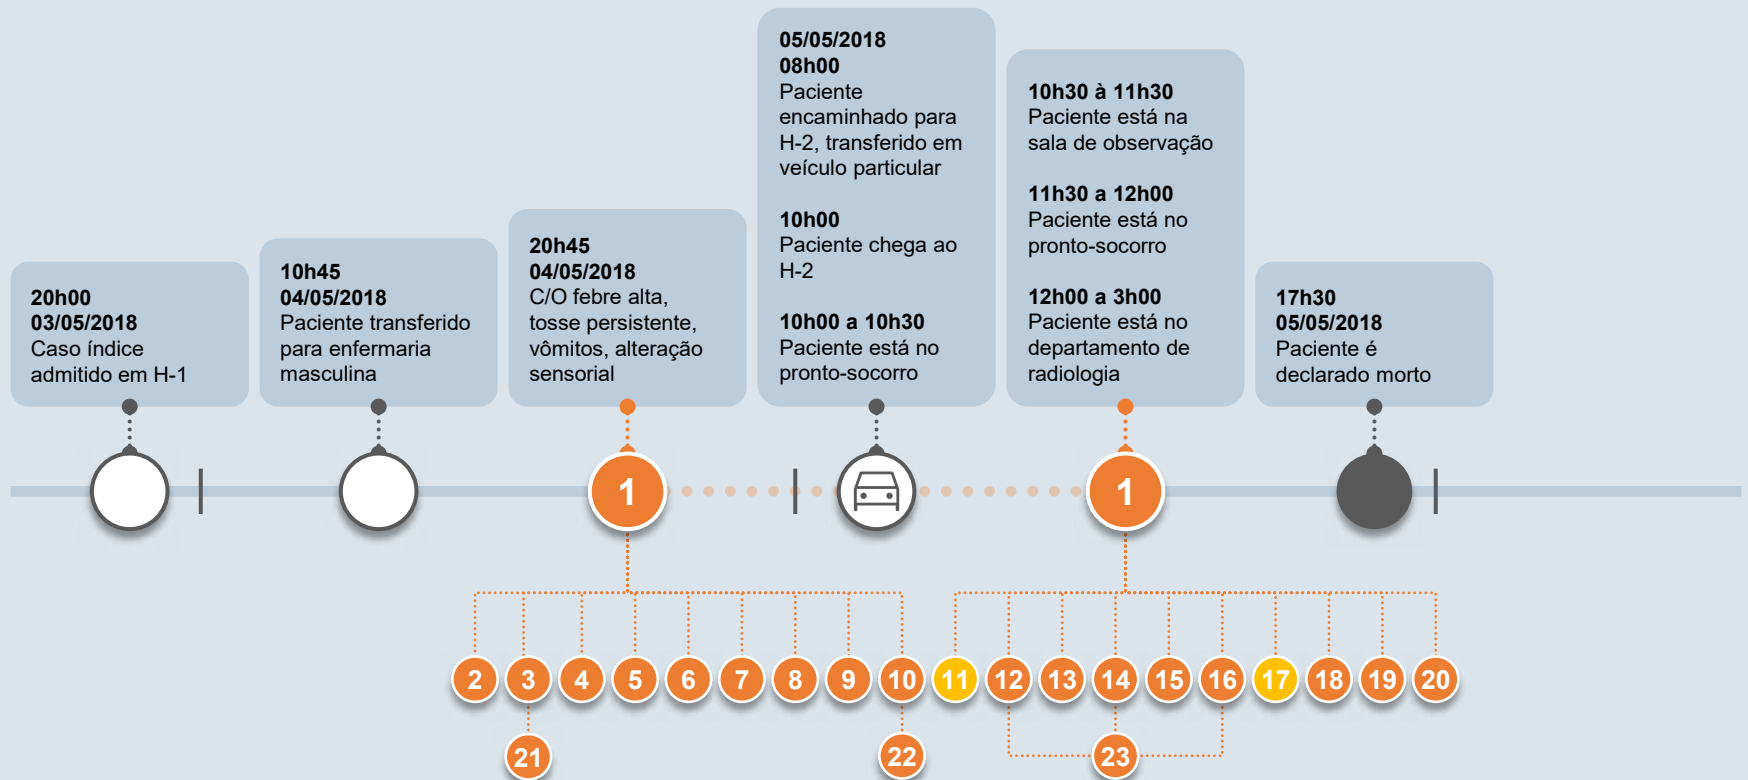 20h00
03/05/2018
Caso índice
admitido em H-1
10h45
04/05/2018
Paciente transferido
para enfermaria
masculina
20h45
04/05/2018
C/O febre alta,
tosse persistente,
vômitos, alteração
sensorial
05/05/2018
08h00
Paciente
encaminhado para
H-2, transferido em
veículo particular
10h00
Paciente chega ao
H-2
10h00 a 10h30
Paciente está no
pronto-socorro
10h30 à 11h30
Paciente está na
sala de observação
11h30 a 12h00
Paciente está no
pronto-socorro
12h00 a 3h00
Paciente está no
departamento de
radiologia
17h30
05/05/2018
Paciente é
declarado morto
1
1
2 3 4 5 6 7 8 9 10 11 12 13 14 15 16 17 18 19 20
21 22 23